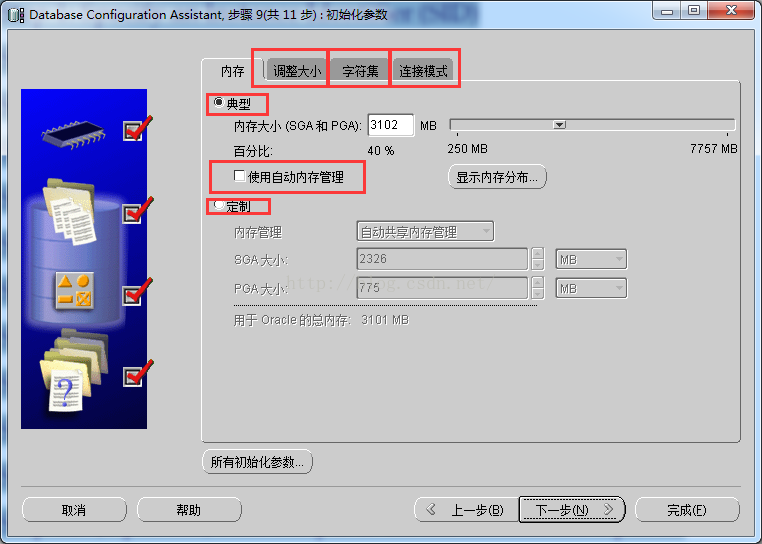 Database Configuration Assistant, 步骤 9(共 11 步) : 初始化参数
内存 调整大小 字符集 连接模式
典型
内存大小 (SGA 和 PGA): 3102 MB
250 MB 7757 MB
百分比: 40 %
使用自动内存管理 显示内存分布...
定制
内存管理 自动共享内存管理
SGA 大小: 2326 MB
PGA 大小: 775 MB
http://blog.csdn.net/
用于 Oracle 的总内存: 3101 MB
所有初始化参数...
取消 帮助 上一步(B) 下一步(N) 完成(F)